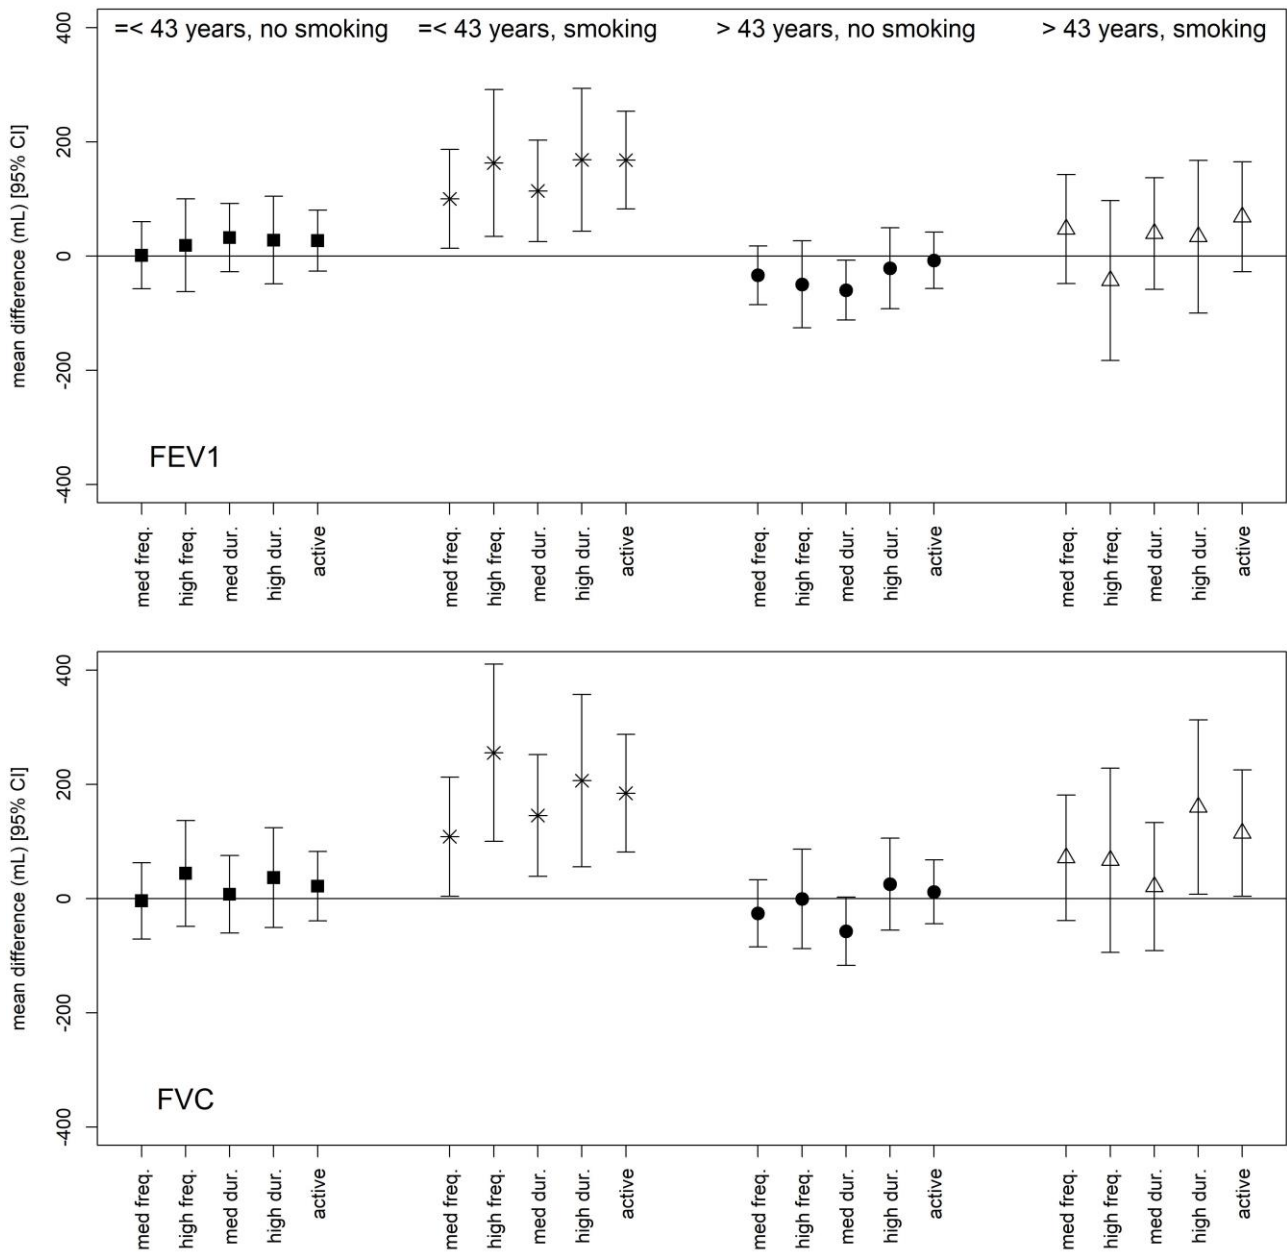 =< 43 years, no smoking =< 43 years, smoking > 43 years, no smoking > 43 years, smoking
mean difference (mL) [95% CI]
400
200
0
-200
-400
FEV1
med freq. high freq. med dur. high dur. active med freq. high freq. med dur. high dur. active med freq. high freq. med dur. high dur. active med freq. high freq. med dur. high dur. active
mean difference (mL) [95% CI]
400
200
0
-200
-400
FVC
med freq. high freq. med dur. high dur. active med freq. high freq. med dur. high dur. active med freq. high freq. med dur. high dur. active med freq. high freq. med dur. high dur. active